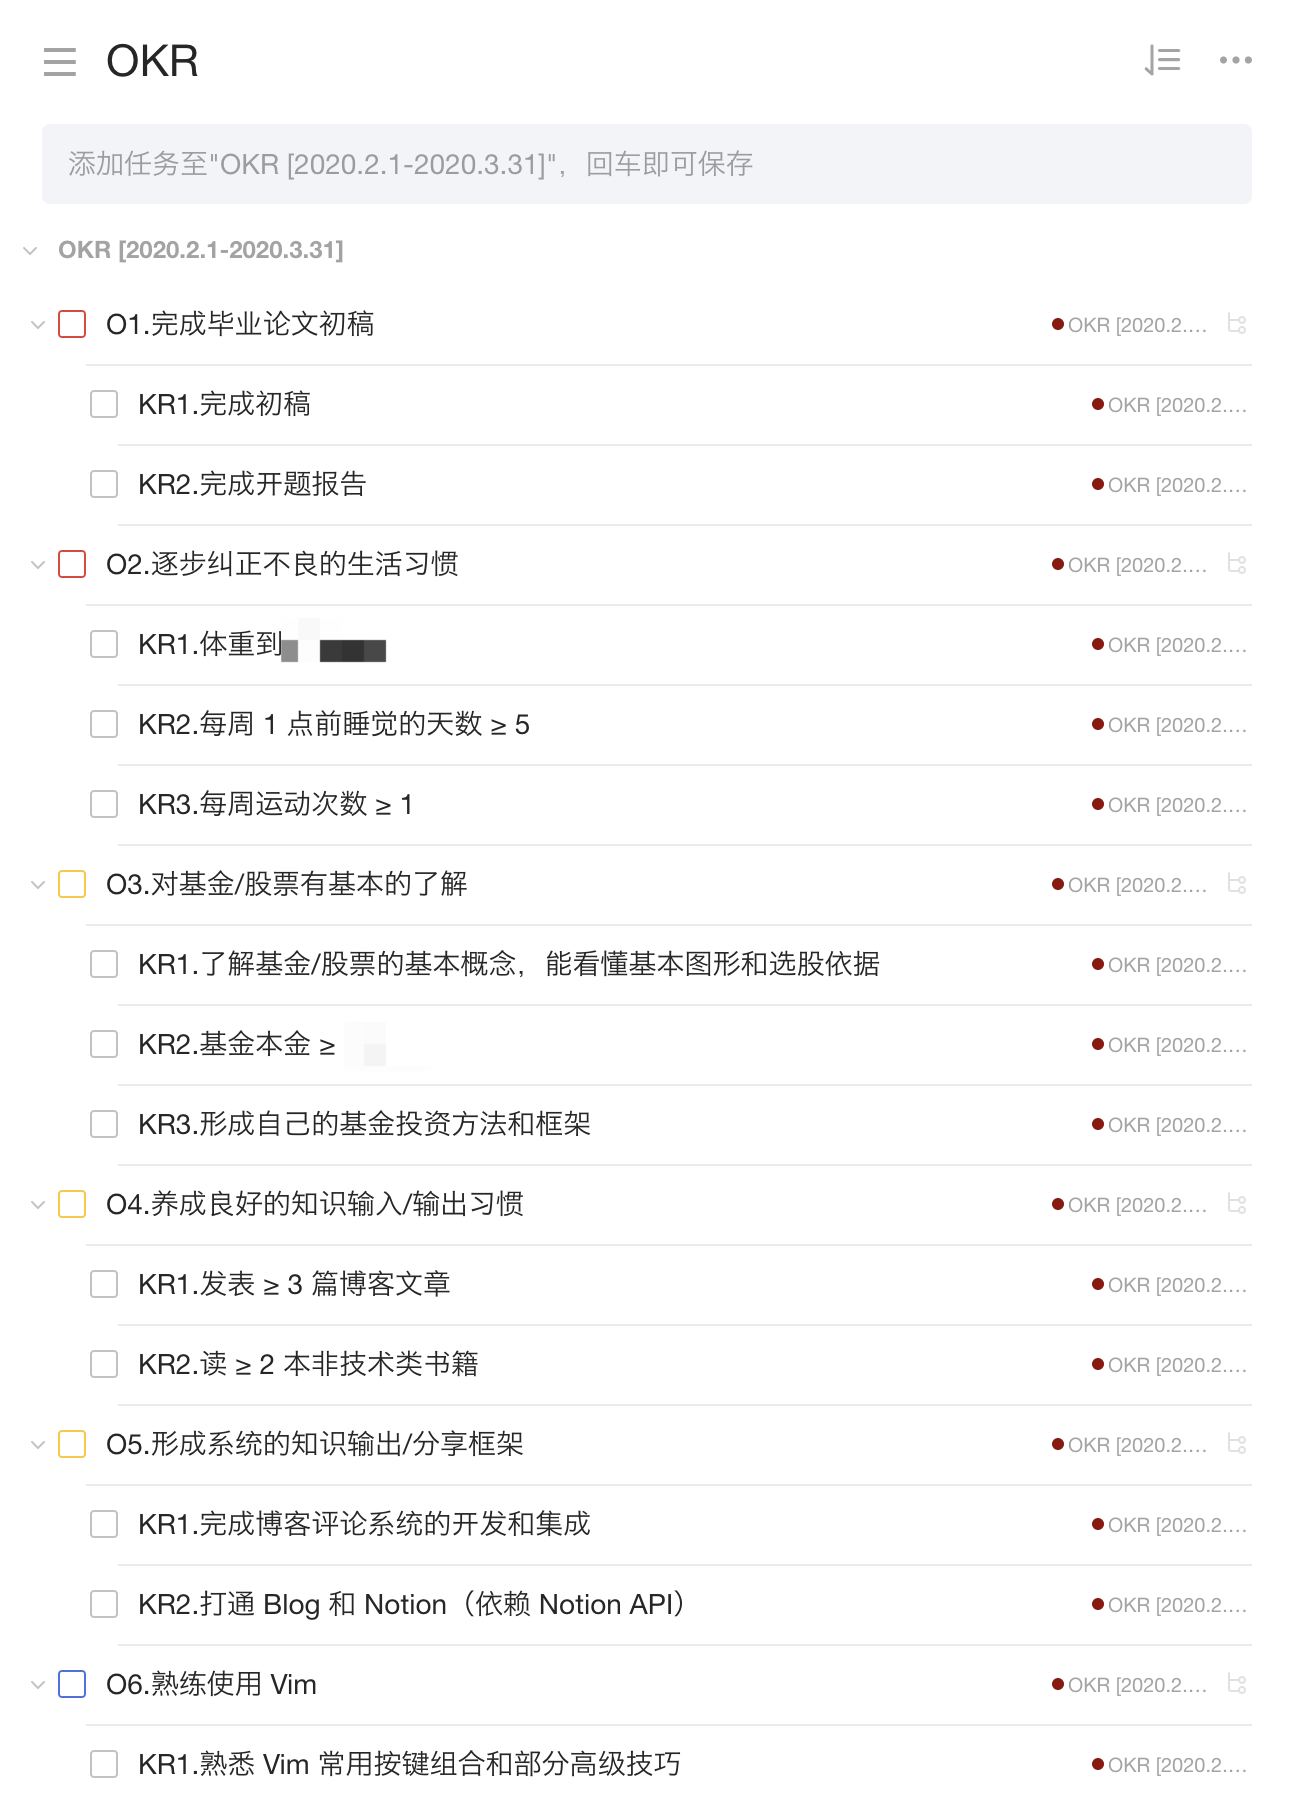 OKR
添加任务至"OKR [2020.2.1-2020.3.31]"，回车即可保存
OKR [2020.2.1-2020.3.31]
O1.完成毕业论文初稿 OKR [2020.2....
KR1.完成初稿 OKR [2020.2....
KR2.完成开题报告 OKR [2020.2....
O2.逐步纠正不良的生活习惯 OKR [2020.2....
KR1.体重到 OKR [2020.2....
KR2.每周 1 点前睡觉的天数 ≥ 5 OKR [2020.2....
KR3.每周运动次数 ≥ 1 OKR [2020.2....
O3.对基金/股票有基本的了解 OKR [2020.2....
KR1.了解基金/股票的基本概念，能看懂基本图形和选股依据 OKR [2020.2....
KR2.基金本金 ≥ OKR [2020.2....
KR3.形成自己的基金投资方法和框架 OKR [2020.2....
O4.养成良好的知识输入/输出习惯 OKR [2020.2....
KR1.发表 ≥ 3 篇博客文章 OKR [2020.2....
KR2.读 ≥ 2 本非技术类书籍 OKR [2020.2....
O5.形成系统的知识输出/分享框架 OKR [2020.2....
KR1.完成博客评论系统的开发和集成 OKR [2020.2....
KR2.打通 Blog 和 Notion（依赖 Notion API） OKR [2020.2....
O6.熟练使用 Vim OKR [2020.2....
KR1.熟悉 Vim 常用按键组合和部分高级技巧 OKR [2020.2....